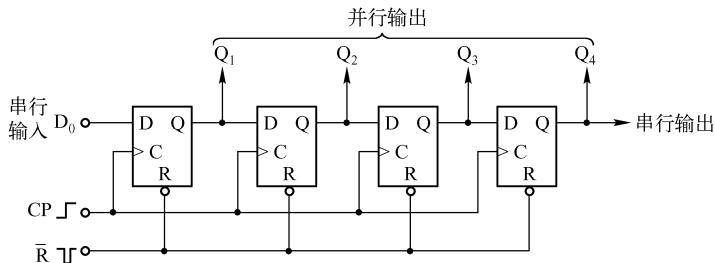 并行输出
Q₁ Q₂ Q₃ Q₄
串行
输入 D₀
D Q D Q D Q D Q 串行输出
C C C C
R R R R
CP
R̅